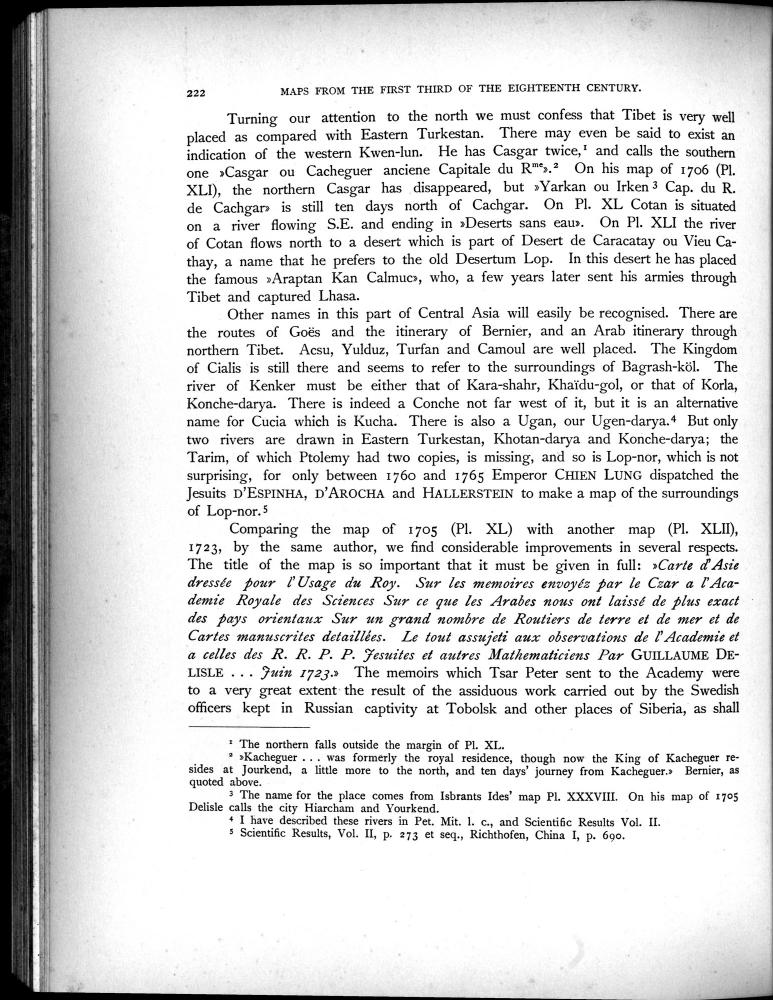 222 MAPS FROM THE FIRST THIRD OF THE EIGHTEENTH CENTURY.
Turning our attention to the north we must confess that Tibet is very well
placed as compared with Eastern Turkestan. There may even be said to exist an
indication of the western Kwen-lun. He has Casgar twice,¹ and calls the southern
one »Casgar ou Cacheguer anciene Capitale du Rᵐᵉ».² On his map of 1706 (Pl.
XLI), the northern Casgar has disappeared, but »Yarkan ou Irken³ Cap. du R.
de Cachgar» is still ten days north of Cachgar. On Pl. XL Cotan is situated
on a river flowing S.E. and ending in »Deserts sans eau». On Pl. XLI the river
of Cotan flows north to a desert which is part of Desert de Caracatay ou Vieu Ca-
thay, a name that he prefers to the old Desertum Lop. In this desert he has placed
the famous »Araptan Kan Calmuc», who, a few years later sent his armies through
Tibet and captured Lhasa.
Other names in this part of Central Asia will easily be recognised. There are
the routes of Goës and the itinerary of Bernier, and an Arab itinerary through
northern Tibet. Acsu, Yulduz, Turfan and Camoul are well placed. The Kingdom
of Cialis is still there and seems to refer to the surroundings of Bagrash-köl. The
river of Kenker must be either that of Kara-shahr, Khaïdu-gol, or that of Korla,
Konche-darya. There is indeed a Conche not far west of it, but it is an alternative
name for Cucia which is Kucha. There is also a Ugan, our Ugen-darya.⁴ But only
two rivers are drawn in Eastern Turkestan, Khotan-darya and Konche-darya; the
Tarim, of which Ptolemy had two copies, is missing, and so is Lop-nor, which is not
surprising, for only between 1760 and 1765 Emperor CHIEN LUNG dispatched the
Jesuits D'ESPINHA, D'AROCHA and HALLERSTEIN to make a map of the surroundings
of Lop-nor.⁵
Comparing the map of 1705 (Pl. XL) with another map (Pl. XLII),
1723, by the same author, we find considerable improvements in several respects.
The title of the map is so important that it must be given in full: »Carte d'Asie
dressée pour l'Usage du Roy. Sur les memoires envoyéz par le Czar a l'Aca-
demie Royale des Sciences Sur ce que les Arabes nous ont laissé de plus exact
des pays orientaux Sur un grand nombre de Routiers de terre et de mer et de
Cartes manuscrites detaillées. Le tout assujeti aux observations de l'Academie et
a celles des R. R. P. P. Jesuites et autres Mathematiciens Par GUILLAUME DE-
LISLE . . . Juin 1723.» The memoirs which Tsar Peter sent to the Academy were
to a very great extent the result of the assiduous work carried out by the Swedish
officers kept in Russian captivity at Tobolsk and other places of Siberia, as shall
¹ The northern falls outside the margin of Pl. XL.
² »Kacheguer . . . was formerly the royal residence, though now the King of Kacheguer re-
sides at Jourkend, a little more to the north, and ten days' journey from Kacheguer.» Bernier, as
quoted above.
³ The name for the place comes from Isbrants Ides' map Pl. XXXVIII. On his map of 1705
Delisle calls the city Hiarcham and Yourkend.
⁴ I have described these rivers in Pet. Mit. l. c., and Scientific Results Vol. II.
⁵ Scientific Results, Vol. II, p. 273 et seq., Richthofen, China I, p. 690.